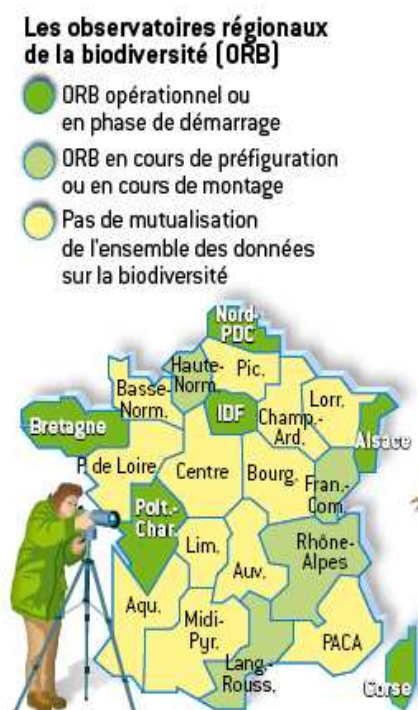 Les observatoires régionaux
de la biodiversité (ORB)
ORB opérationnel ou
en phase de démarrage
ORB en cours de préfiguration
ou en cours de montage
Pas de mutualisation
de l'ensemble des données
sur la biodiversité
Nord-
PDC
Haute-
Norm.
Pic.
Basse-
Norm.
IDF
Champ.-
Ard.
Lorr.
Alsace
Bretagne
P. de Loire
Centre
Bourg.
Fran.-
Com.
Poit.-
Char.
Lim.
Auv.
Rhône-
Alpes
Aqu.
Midi-
Pyr.
Lang.-
Rouss.
PACA
Corse